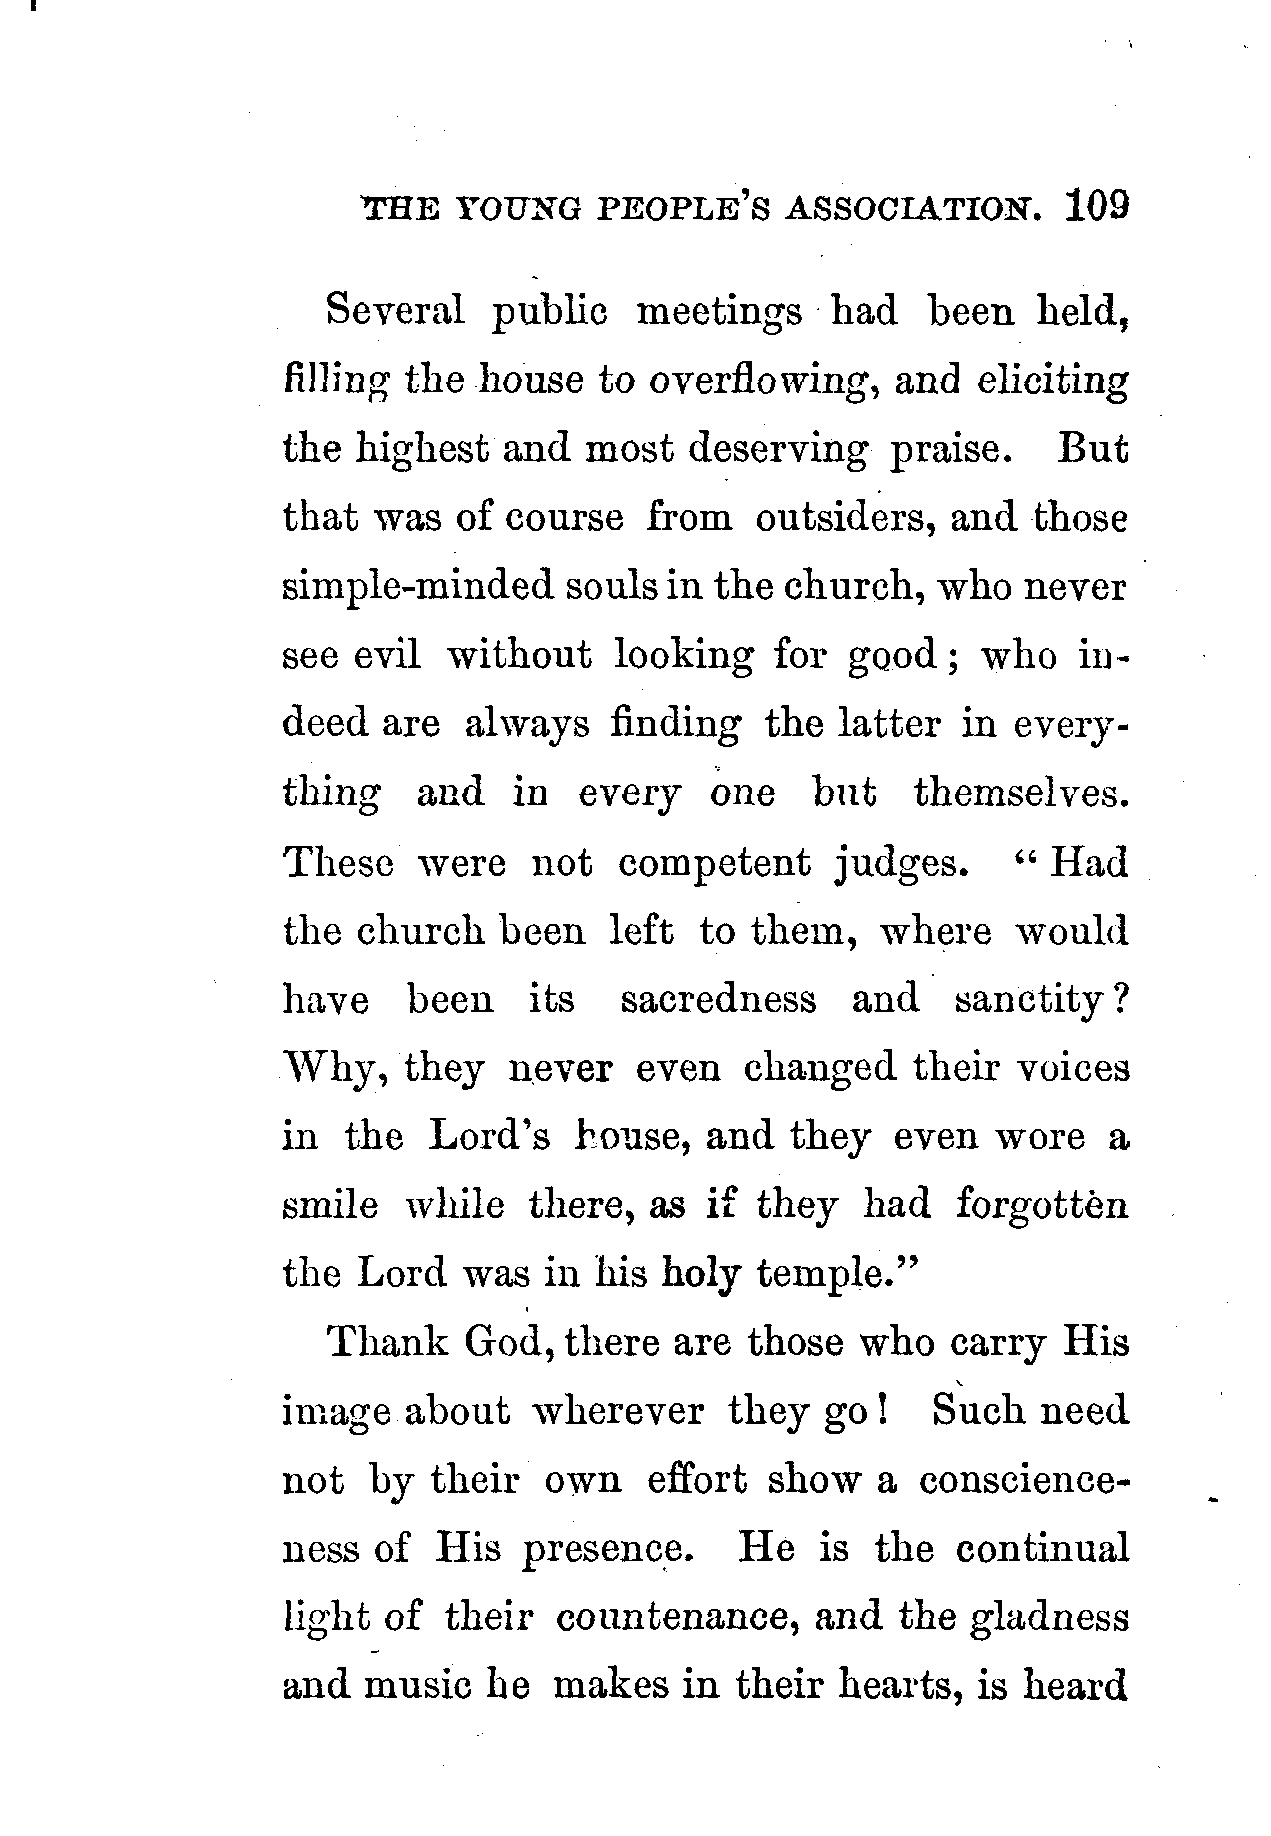 THE YOUNG PEOPLE'S ASSOCIATION. 109
Several public meetings had been held,
filling the house to overflowing, and eliciting
the highest and most deserving praise. But
that was of course from outsiders, and those
simple-minded souls in the church, who never
see evil without looking for good ; who in-
deed are always finding the latter in every-
thing and in every one but themselves.
These were not competent judges. “ Had
the church been left to them, where would
have been its sacredness and sanctity ?
Why, they never even changed their voices
in the Lord's house, and they even wore a
smile while there, as if they had forgotten
the Lord was in his holy temple.”
Thank God, there are those who carry His
image about wherever they go ! Such need
not by their own effort show a conscience-
ness of His presence. He is the continual
light of their countenance, and the gladness
and music he makes in their hearts, is heard